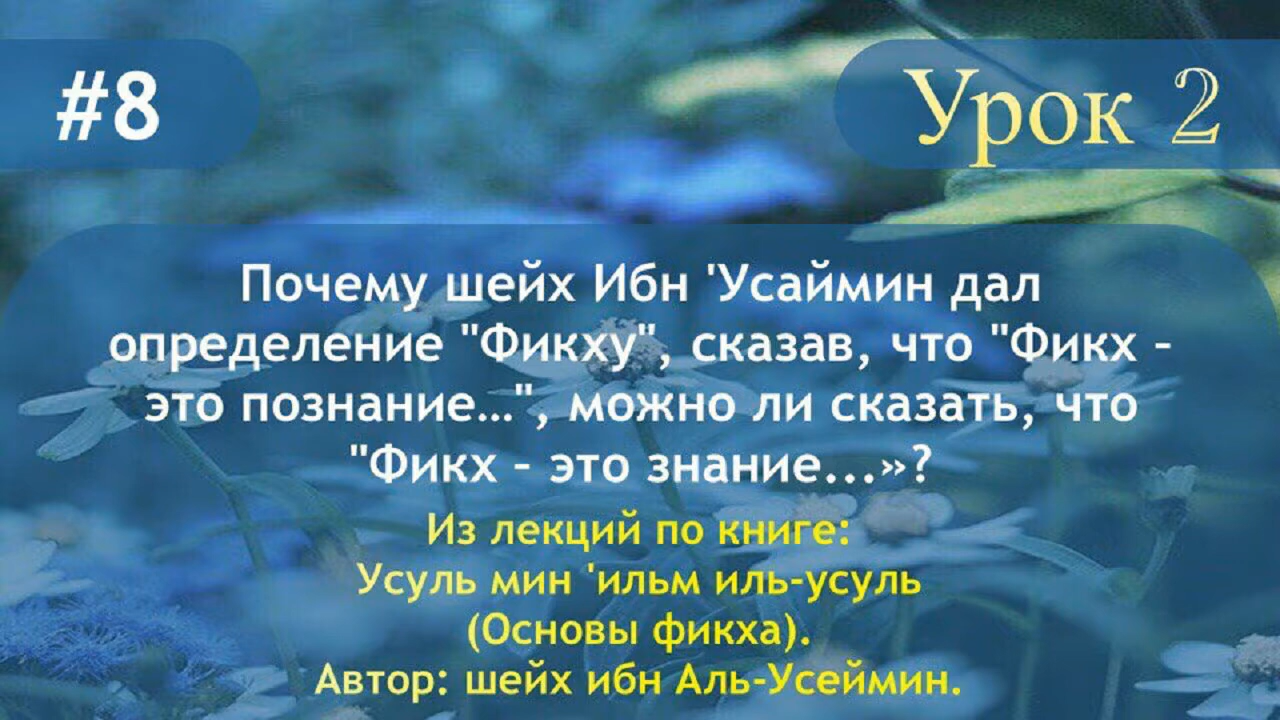 #8
Урок 2
Почему шейх Ибн 'Усаймин дал
определение "Фикху", сказав, что "Фикх -
это познание…", можно ли сказать, что
"Фикх - это знание...»?
Из лекций по книге:
Усуль мин 'ильм иль-усуль
(Основы фикха).
Автор: шейх ибн Аль-Усеймин.